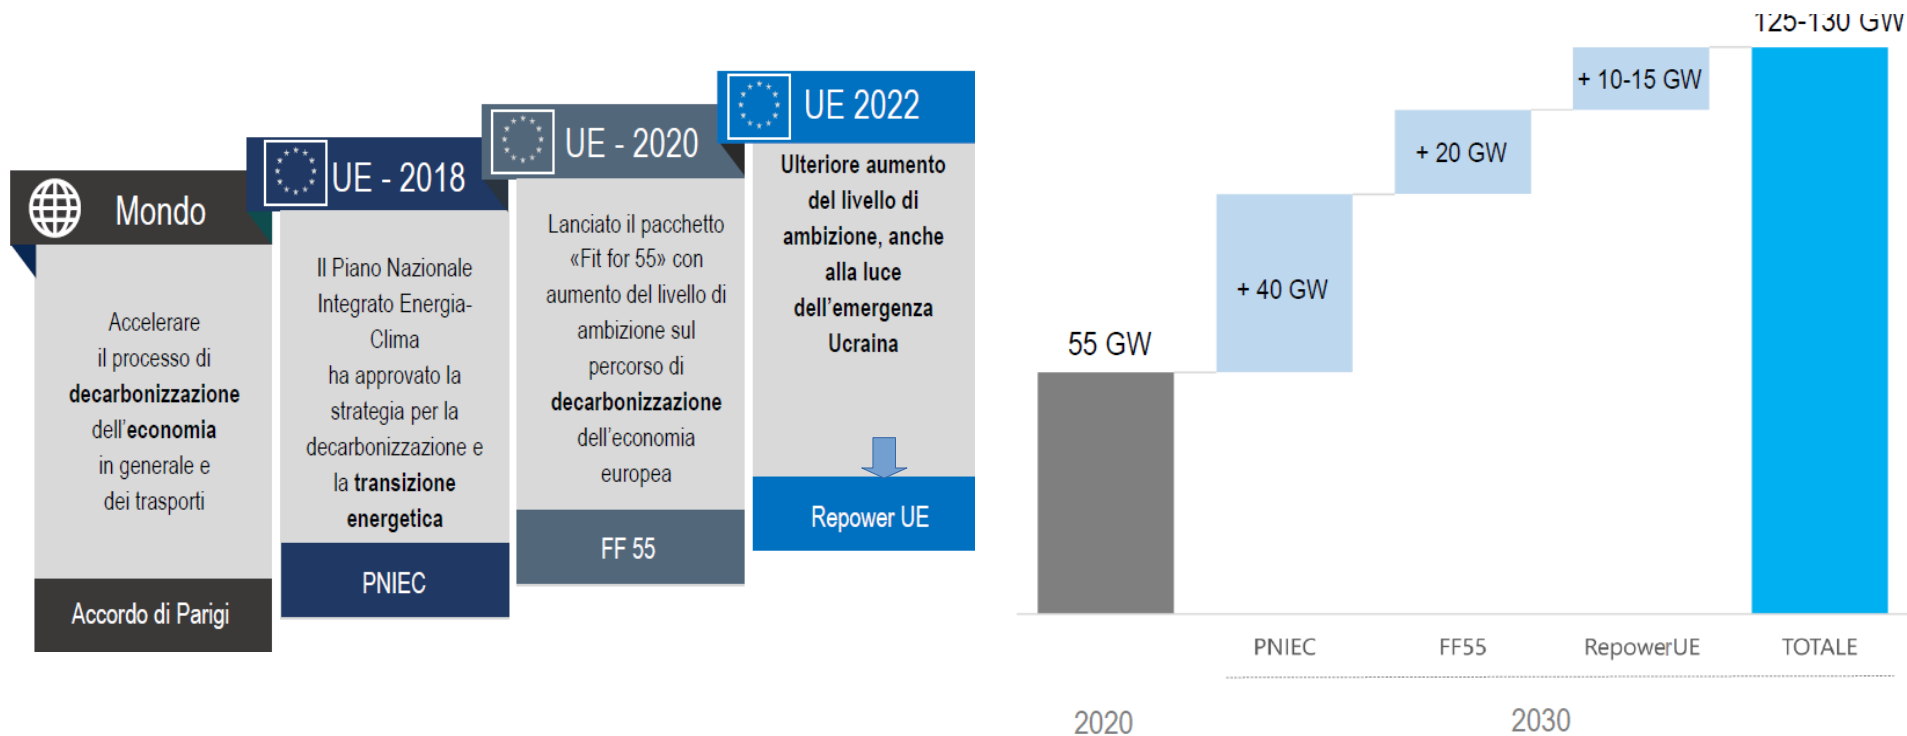 Mondo
Accelerare
il processo di
decarbonizzazione
dell'economia
in generale e
dei trasporti
Accordo di Parigi
UE - 2018
Il Piano Nazionale
Integrato Energia-
Clima
ha approvato la
strategia per la
decarbonizzazione e
la transizione
energetica
PNIEC
UE - 2020
Lanciato il pacchetto
«Fit for 55» con
aumento del livello di
ambizione sul
percorso di
decarbonizzazione
dell'economia
europea
FF 55
UE 2022
Ulteriore aumento
del livello di
ambizione, anche
alla luce
dell'emergenza
Ucraina
Repower UE
55 GW
+ 40 GW
+ 20 GW
+ 10-15 GW
125-130 GW
PNIEC
FF55
RepowerUE
TOTALE
2020
2030